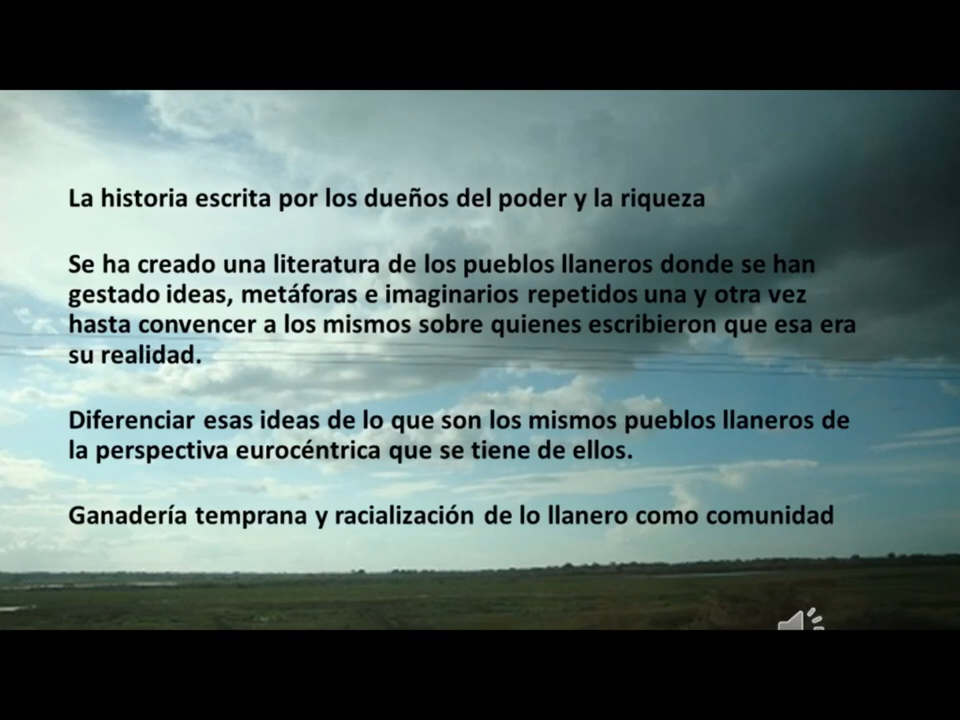 La historia escrita por los dueños del poder y la riqueza
Se ha creado una literatura de los pueblos llaneros donde se han
gestado ideas, metáforas e imaginarios repetidos una y otra vez
hasta convencer a los mismos sobre quienes escribieron que esa era
su realidad.
Diferenciar esas ideas de lo que son los mismos pueblos llaneros de
la perspectiva eurocéntrica que se tiene de ellos.
Ganadería temprana y racialización de lo llanero como comunidad